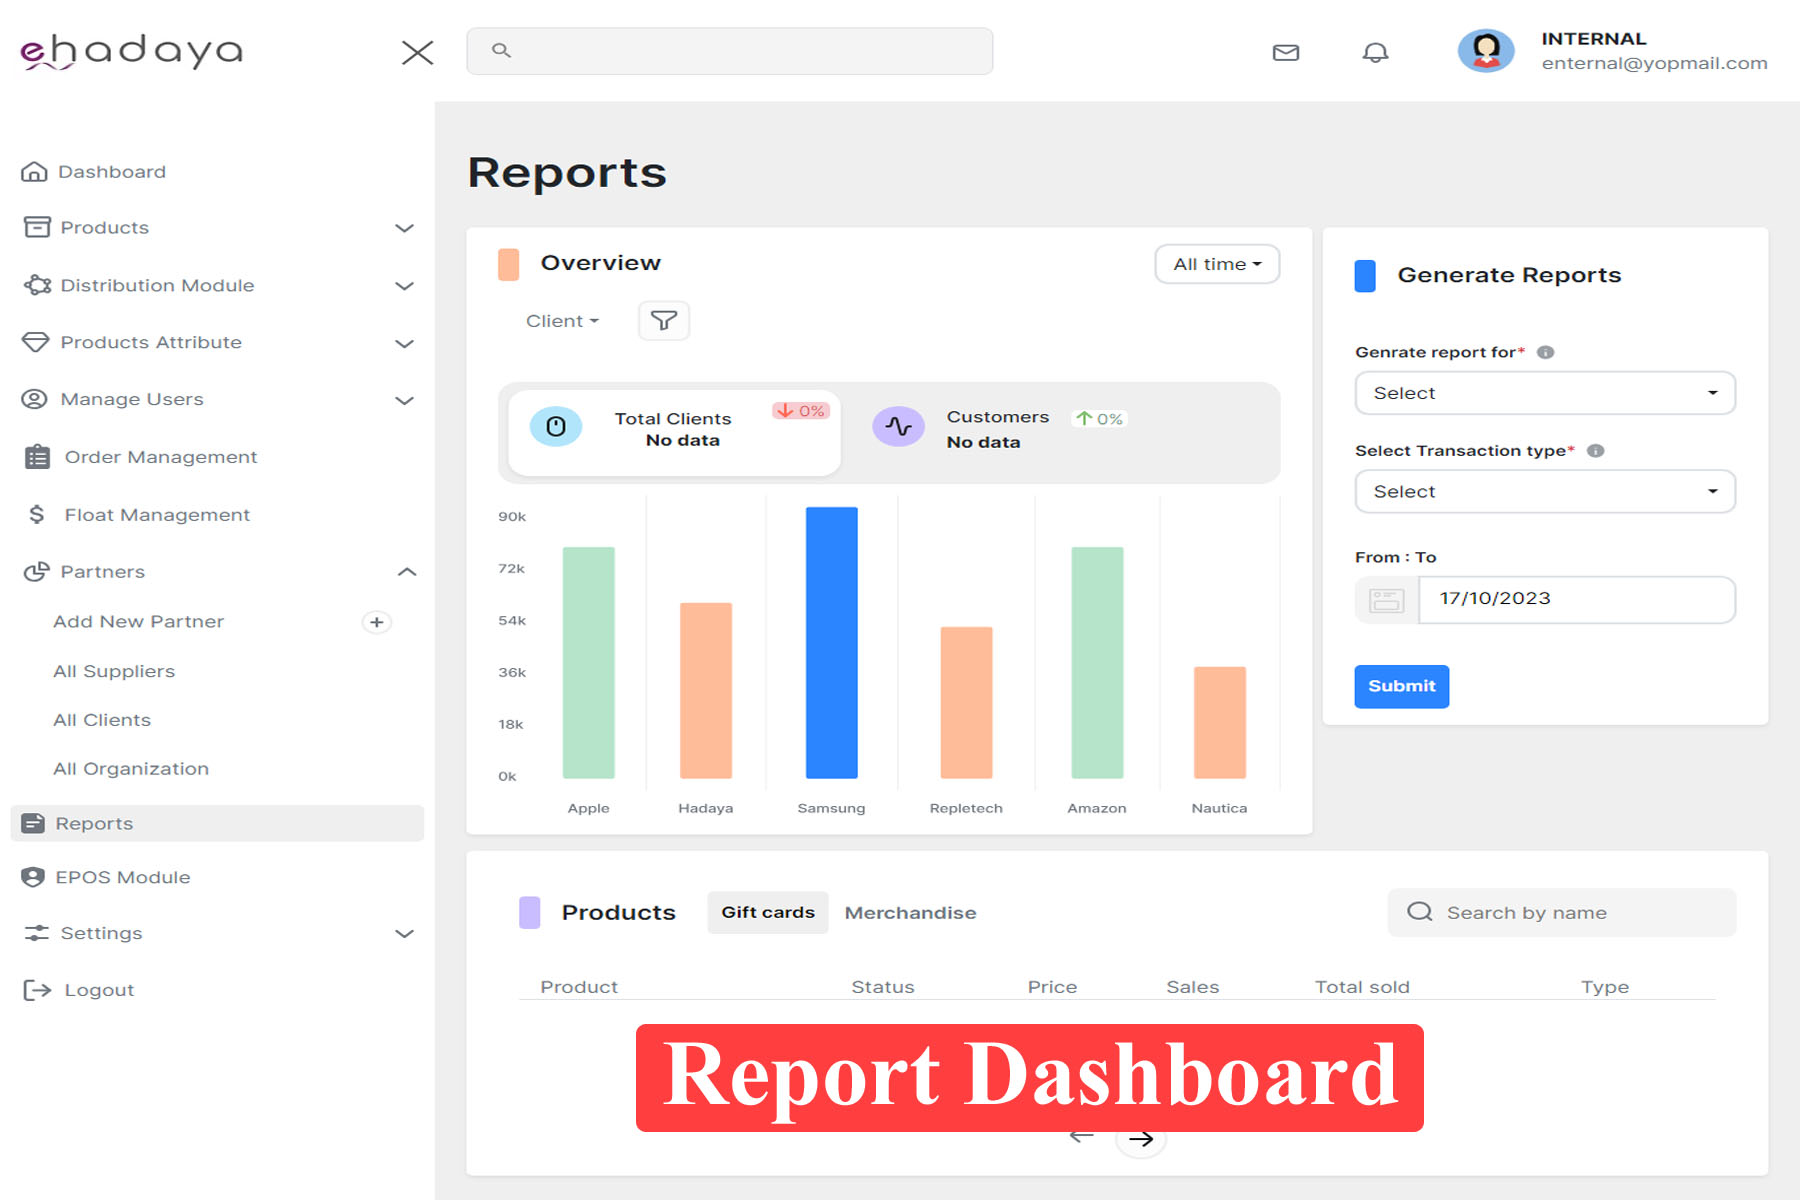 ehadaya
INTERNAL
enternal@yopmail.com
Dashboard
Products
Distribution Module
Products Attribute
Manage Users
Order Management
Float Management
Partners
Add New Partner
All Suppliers
All Clients
All Organization
Reports
EPOS Module
Settings
Logout
Reports
Overview
All time
Client
Total Clients
No data
0%
Customers
No data
0%
90k
72k
54k
36k
18k
0k
Apple Hadaya Samsung Repletech Amazon Nautica
Generate Reports
Genrate report for*
Select
Select Transaction type*
Select
From : To
17/10/2023
Submit
Products Gift cards Merchandise
Search by name
Product Status Price Sales Total sold Type
Report Dashboard